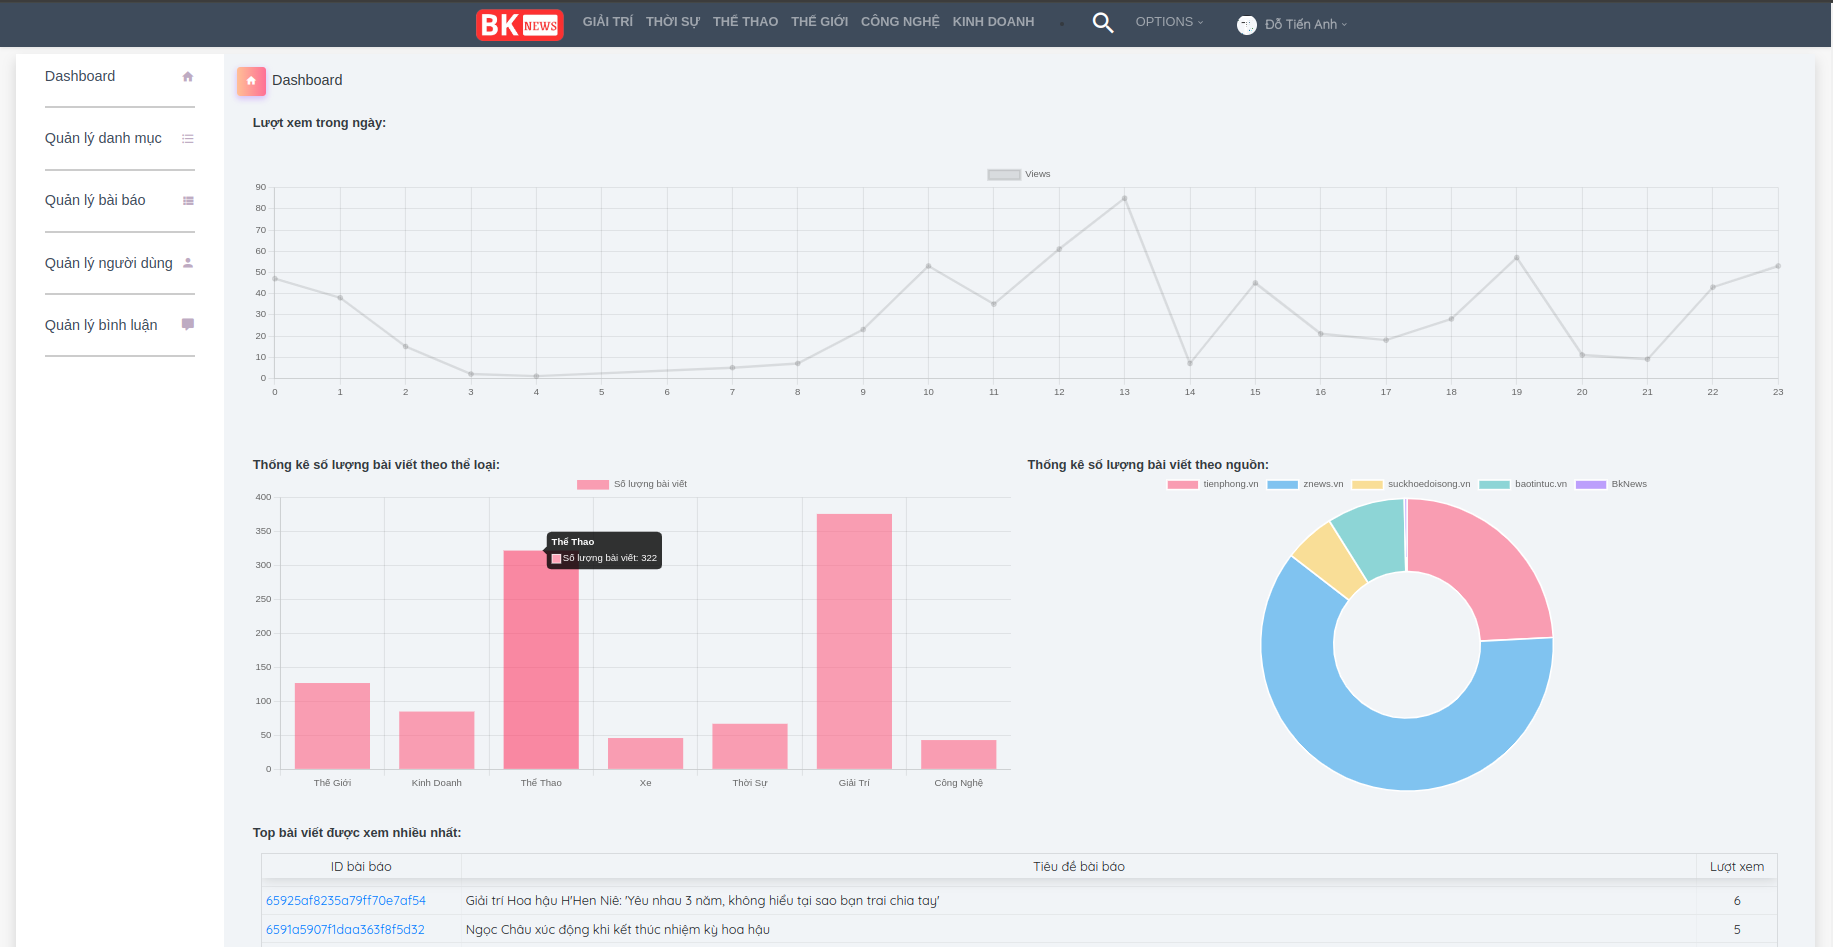 BK NEWS GIẢI TRÍ THỜI SỰ THỂ THAO THẾ GIỚI CÔNG NGHỆ KINH DOANH OPTIONS Đỗ Tiến Anh
Dashboard
Quản lý danh mục
Quản lý bài báo
Quản lý người dùng
Quản lý bình luận
Dashboard
Lượt xem trong ngày:
Views
90
80
70
60
50
40
30
20
10
0
0 1 2 3 4 5 6 7 8 9 10 11 12 13 14 15 16 17 18 19 20 21 22 23
Thống kê số lượng bài viết theo thể loại:
Số lượng bài viết
400
350
300
250
200
150
100
50
0
Thể Thao
Số lượng bài viết: 322
Thế Giới Kinh Doanh Thể Thao Xe Thời Sự Giải Trí Công Nghệ
Thống kê số lượng bài viết theo nguồn:
tienphong.vn znews.vn suckhoedoisong.vn baotintuc.vn BkNews
Top bài viết được xem nhiều nhất:
ID bài báo Tiêu đề bài báo Lượt xem
65925af8235a79ff70e7af54 Giải trí Hoa hậu H'Hen Niê: 'Yêu nhau 3 năm, không hiểu tại sao bạn trai chia tay' 6
6591a5907f1daa363f8f5d32 Ngọc Châu xúc động khi kết thúc nhiệm kỳ hoa hậu 5